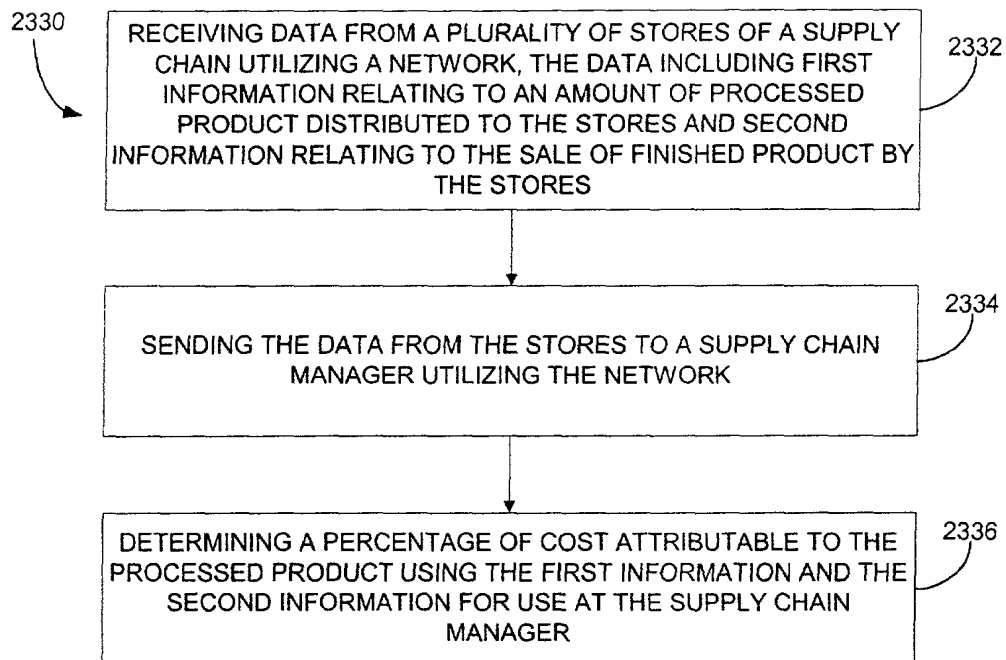 2330
RECEIVING DATA FROM A PLURALITY OF STORES OF A SUPPLY
CHAIN UTILIZING A NETWORK, THE DATA INCLUDING FIRST
INFORMATION RELATING TO AN AMOUNT OF PROCESSED
PRODUCT DISTRIBUTED TO THE STORES AND SECOND
INFORMATION RELATING TO THE SALE OF FINISHED PRODUCT BY
THE STORES
2332
SENDING THE DATA FROM THE STORES TO A SUPPLY CHAIN
MANAGER UTILIZING THE NETWORK
2334
DETERMINING A PERCENTAGE OF COST ATTRIBUTABLE TO THE
PROCESSED PRODUCT USING THE FIRST INFORMATION AND THE
SECOND INFORMATION FOR USE AT THE SUPPLY CHAIN
MANAGER
2336